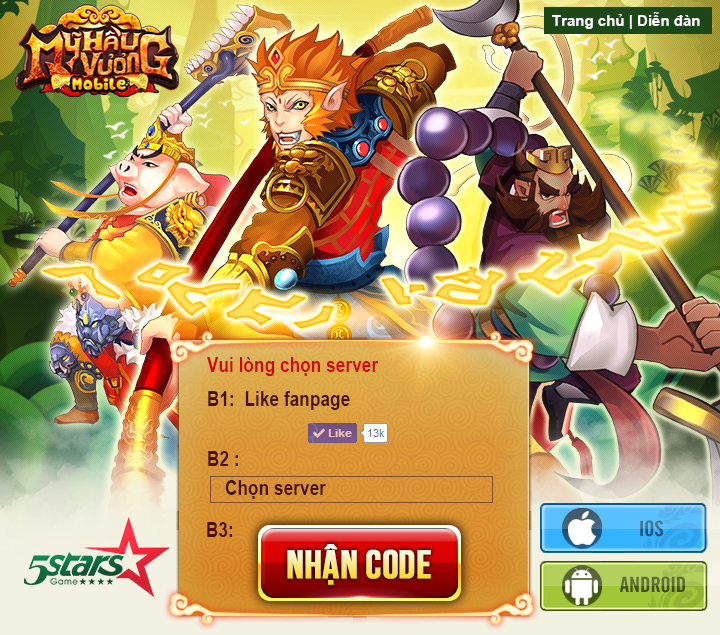 Trang chủ | Diễn đàn
MỸ HẦU
VƯƠNG
Mobile
Vui lòng chọn server
B1: Like fanpage
Like 13k
B2 :
Chọn server
B3:
NHẬN CODE
IOS
ANDROID
5stars
Game